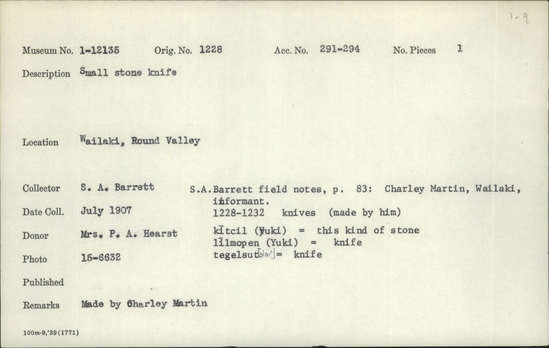 1-9
Museum No. 1-12135 Orig. No. 1228 Acc. No. 291-294 No. Pieces 1
Description Small stone knife
Location Wailaki, Round Valley
Collector S. A. Barrett S.A.Barrett field notes, p. 83: Charley Martin, Wailaki,
informant.
Date Coll. July 1907 1228-1232 knives (made by him)
Donor Mrs. P. A. Hearst kĭtcil (Yuki) = this kind of stone
Photo 15-6632 lĭlmopen (Yuki) = knife
tegelsut = knife
Published
Remarks Made by Charley Martin
100m-9,'39(1771)